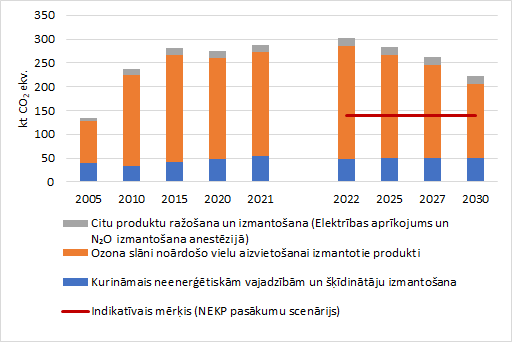 350
300
250
200
150
100
50
0
kt CO₂ ekv.
2005 2010 2015 2020 2021 2022 2025 2027 2030
Citu produktu ražošana un izmantošana (Elektrības aprīkojums un
N₂O izmantošana anestēzijā)
Ozona slāni noārdošo vielu aizvietošanai izmantotie produkti
Kurināmais neenerģētiskām vajadzībām un šķīdinātāju izmantošana
Indikatīvais mērķis (NEKP pasākumu scenārijs)